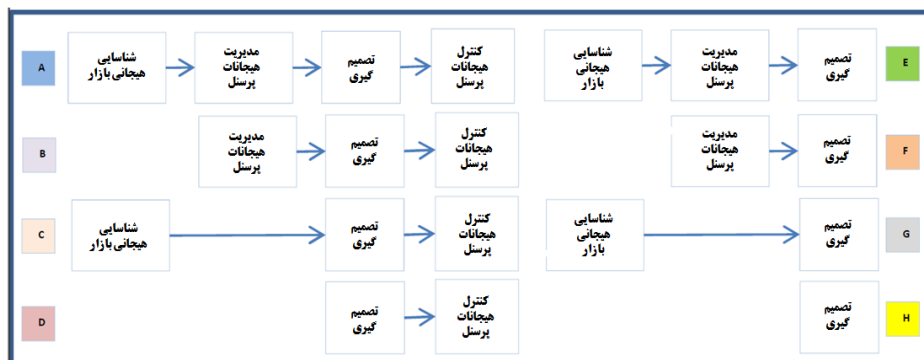 A
شناسایی
هیجانی بازار
مدیریت
هیجانات
پرسنل
تصمیم
گیری
کنترل
هیجانات
پرسنل
شناسایی
هیجانی
بازار
مدیریت
هیجانات
پرسنل
تصمیم
گیری
E
B
مدیریت
هیجانات
پرسنل
تصمیم
گیری
کنترل
هیجانات
پرسنل
مدیریت
هیجانات
پرسنل
تصمیم
گیری
F
C
شناسایی
هیجانی بازار
تصمیم
گیری
کنترل
هیجانات
پرسنل
شناسایی
هیجانی
بازار
تصمیم
گیری
G
D
تصمیم
گیری
کنترل
هیجانات
پرسنل
تصمیم
گیری
H